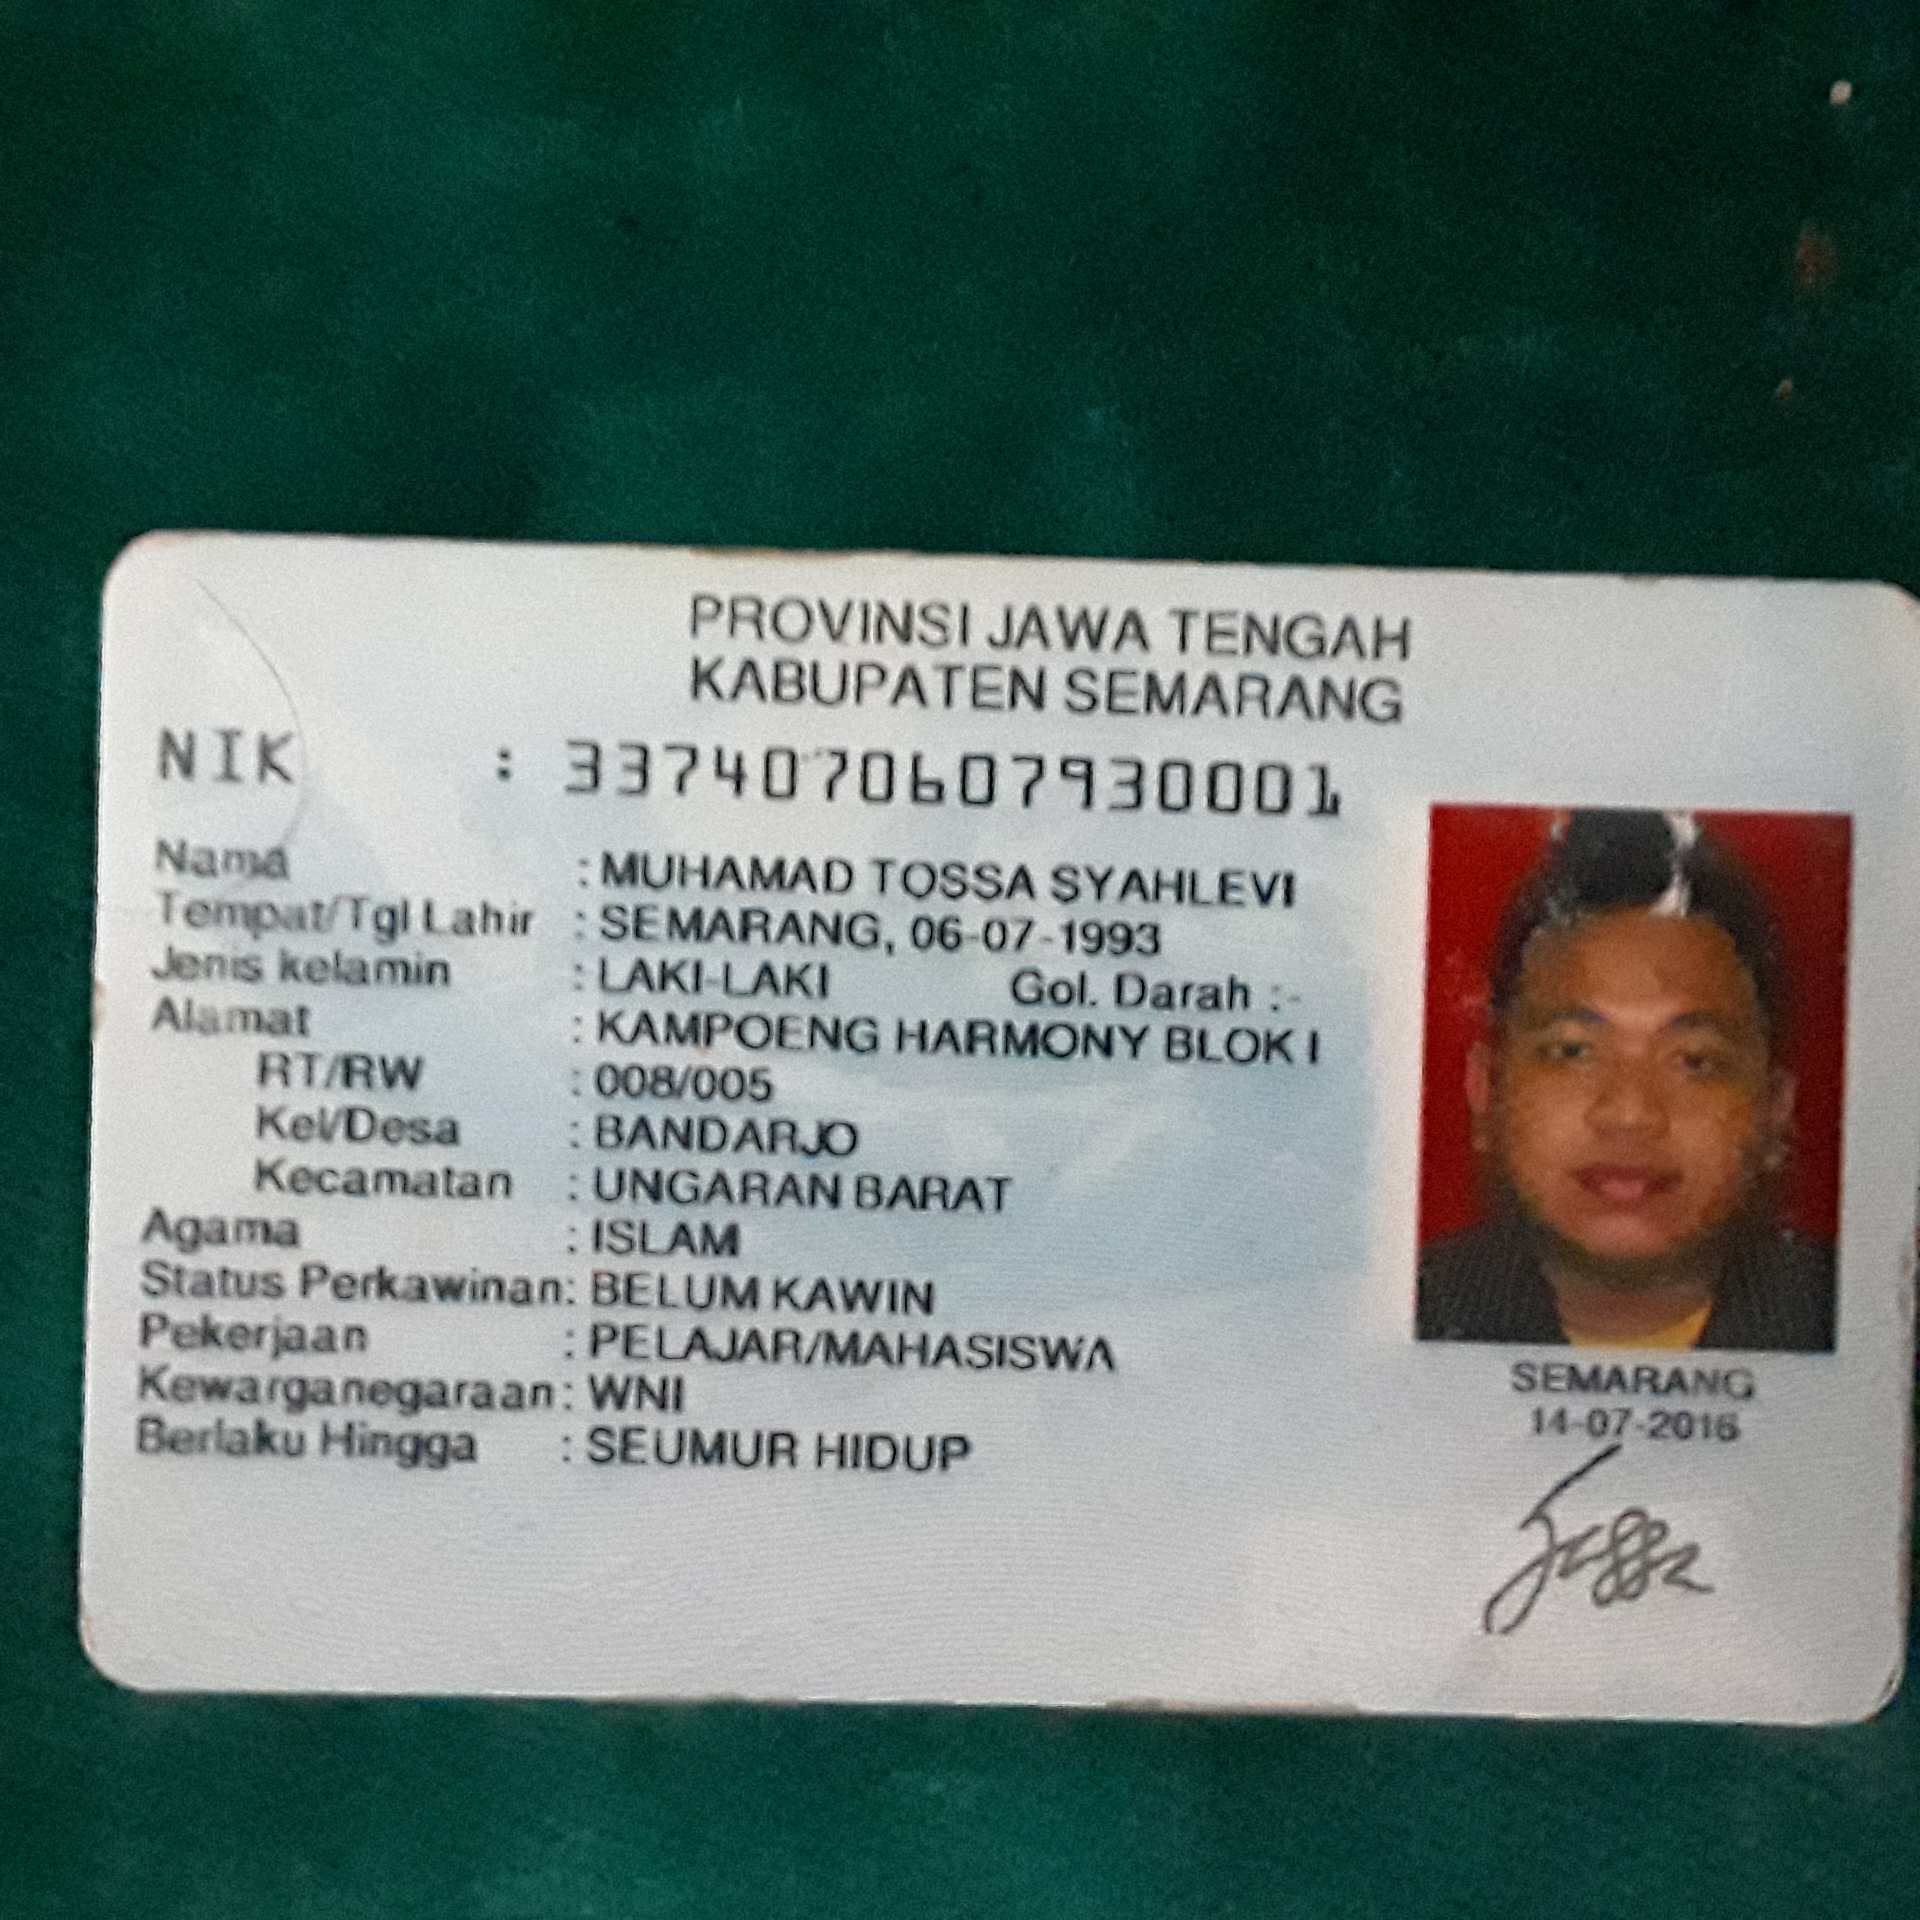 PROVINSI JAWA TENGAH
KABUPATEN SEMARANG
NIK : 3374070607930001
Nama : MUHAMAD TOSSA SYAHLEVI
Tempat/Tgl Lahir : SEMARANG, 06-07-1993
Jenis kelamin : LAKI-LAKI Gol. Darah : -
Alamat : KAMPOENG HARMONY BLOK I
RT/RW : 008/005
Kel/Desa : BANDARJO
Kecamatan : UNGARAN BARAT
Agama : ISLAM
Status Perkawinan: BELUM KAWIN
Pekerjaan : PELAJAR/MAHASISWA
Kewarganegaraan : WNI
Berlaku Hingga : SEUMUR HIDUP
SEMARANG
14-07-2016